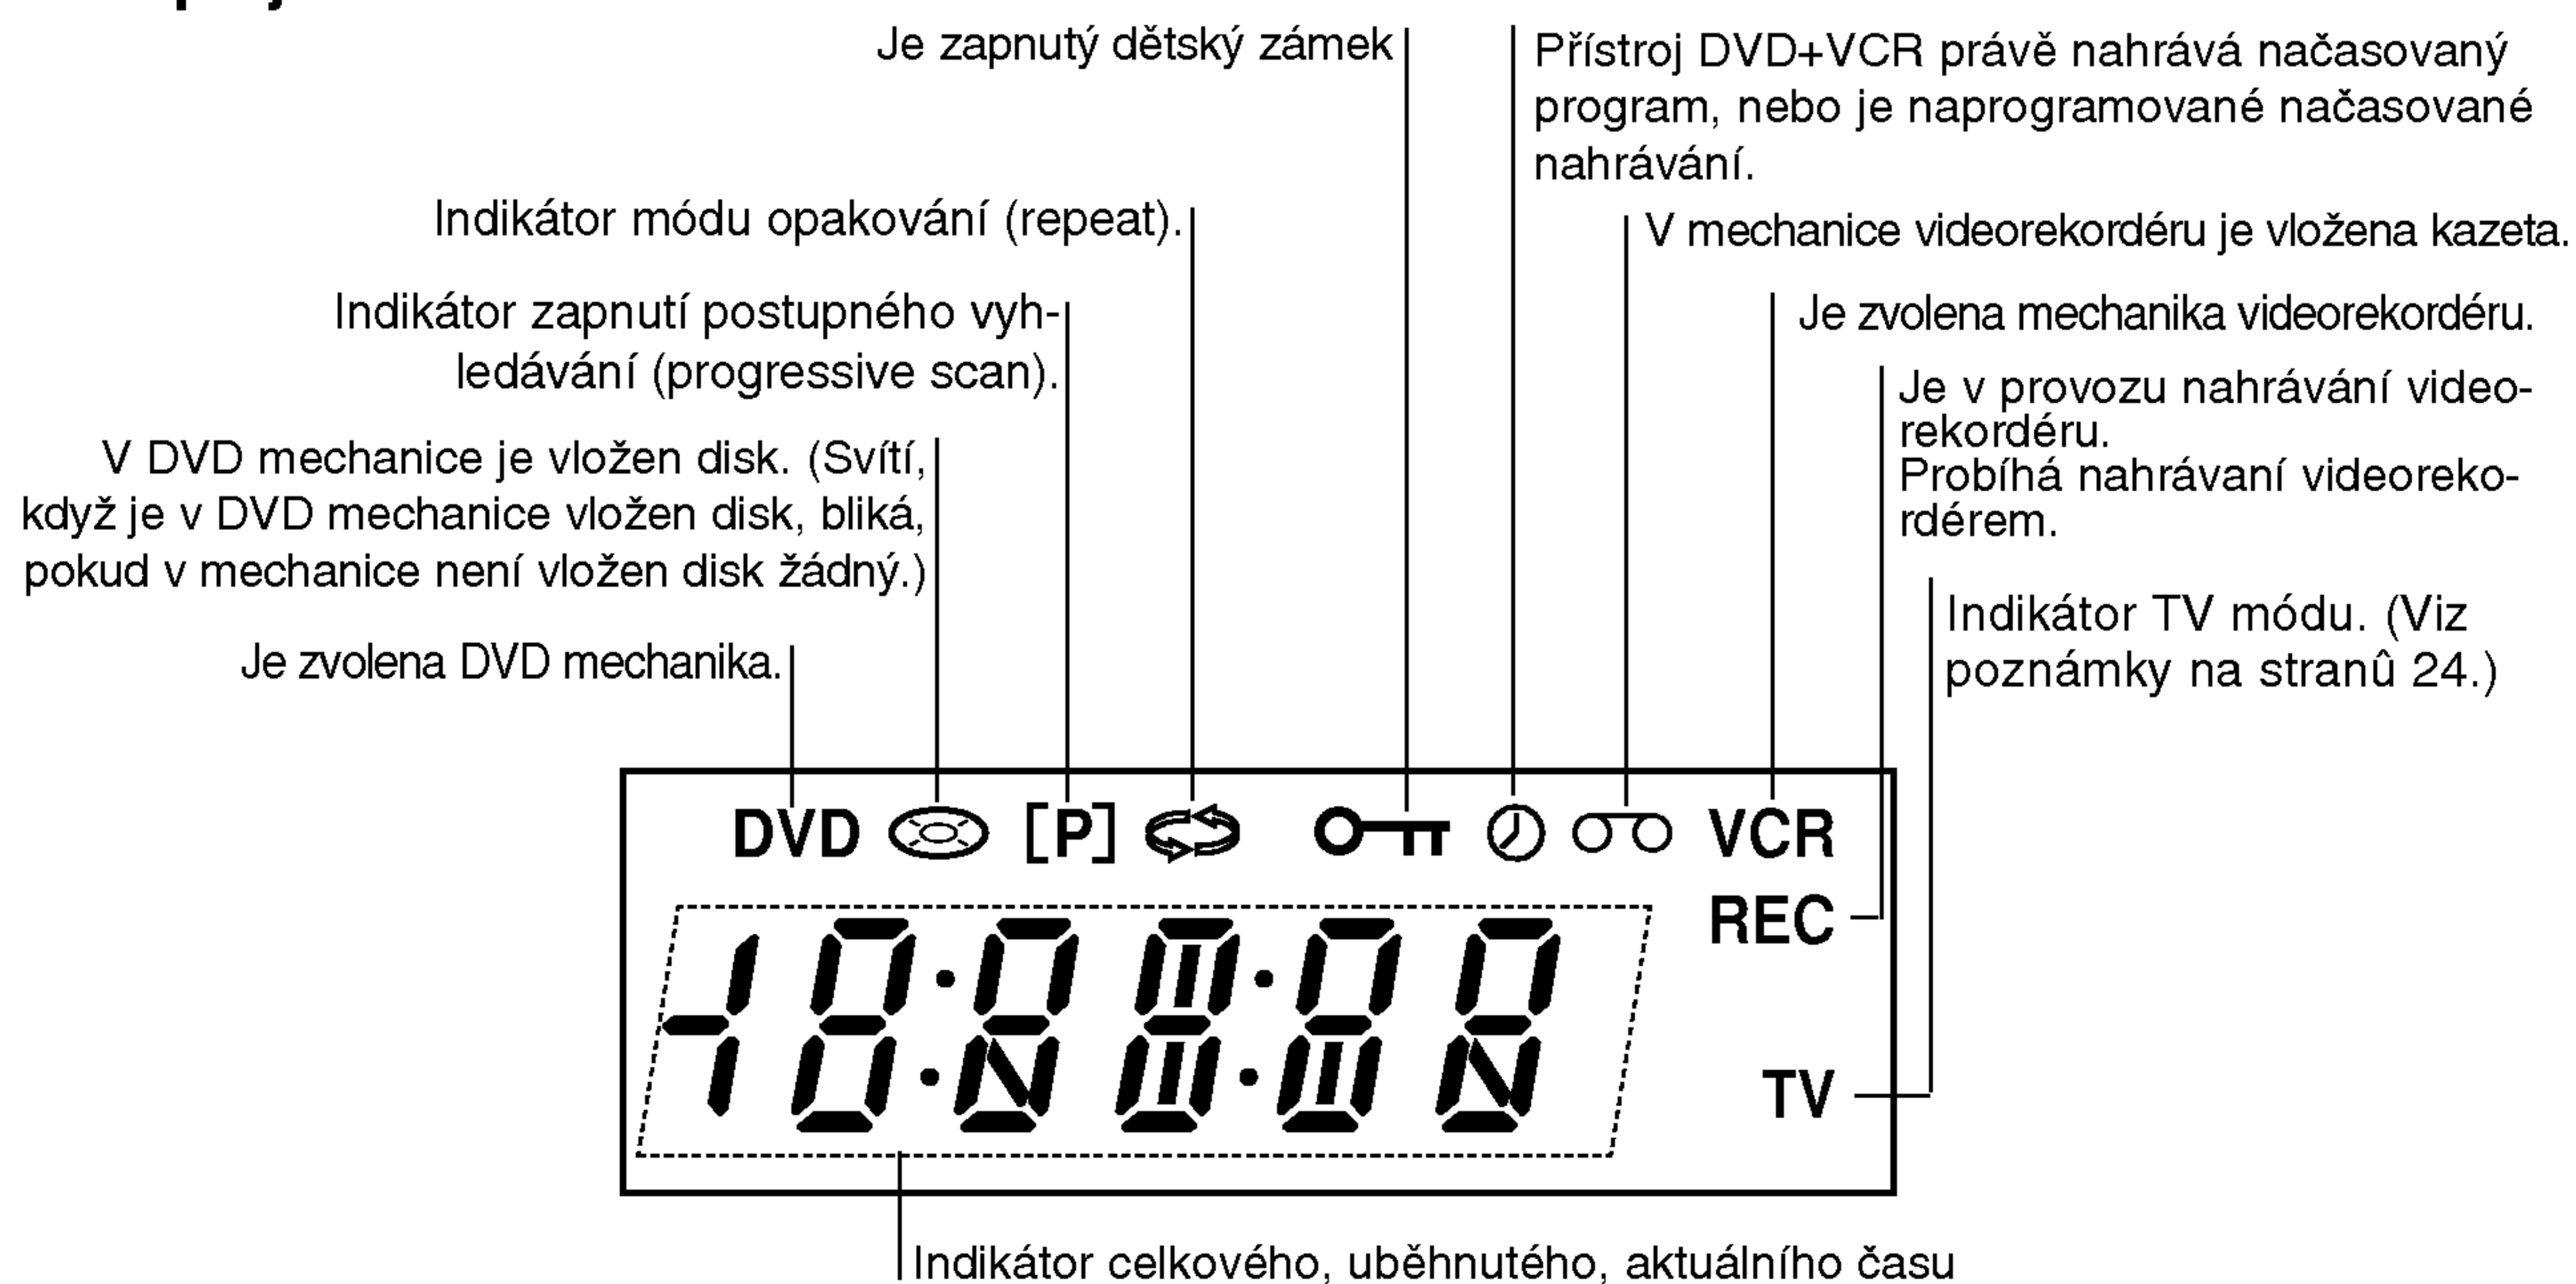 Je zapnutý dětský zámek
Přístroj DVD+VCR právě nahrává načasovaný
program, nebo je naprogramované načasované
nahrávání.
Indikátor módu opakování (repeat).
V mechanice videorekordéru je vložena kazeta.
Indikátor zapnutí postupného vyh-
ledávání (progressive scan).
Je zvolena mechanika videorekordéru.
Je v provozu nahrávání video-
rekordéru.
Probíhá nahrávaní videoreko-
rdérem.
V DVD mechanice je vložen disk. (Svítí,
když je v DVD mechanice vložen disk, bliká,
pokud v mechanice není vložen disk žádný.)
Indikátor TV módu. (Viz
poznámky na stranû 24.)
Je zvolena DVD mechanika.
DVD [P] VCR
REC
TV
Indikátor celkového, uběhnutého, aktuálního času